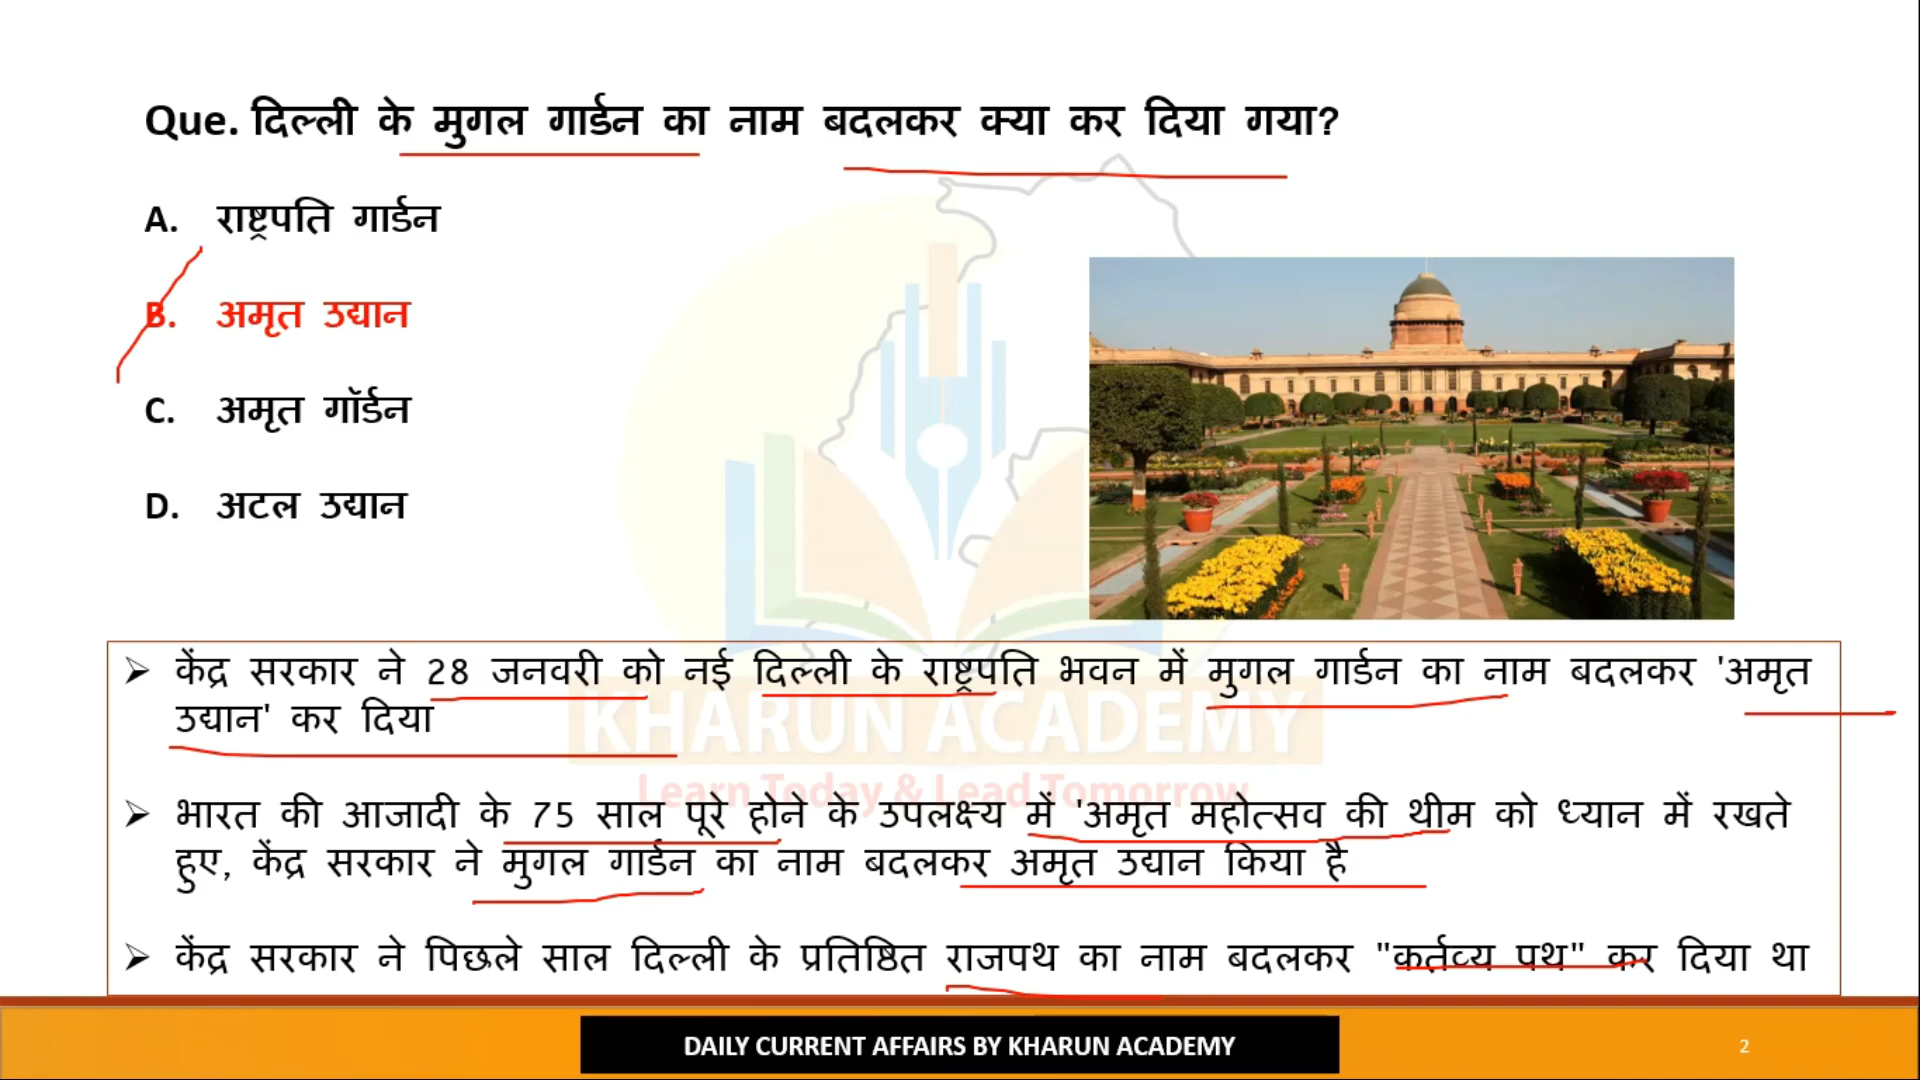 Que. दिल्ली के मुगल गार्डन का नाम बदलकर क्या कर दिया गया?
A. राष्ट्रपति गार्डन
B. अमृत उद्यान
C. अमृत गॉर्डन
D. अटल उद्यान
➢ केंद्र सरकार ने 28 जनवरी को नई दिल्ली के राष्ट्रपति भवन में मुगल गार्डन का नाम बदलकर 'अमृत
उद्यान' कर दिया
KHARUN ACADEMY
Learn Today & Lead Tomorrow
➢ भारत की आजादी के 75 साल पूरे होने के उपलक्ष्य में 'अमृत महोत्सव की थीम को ध्यान में रखते
हुए, केंद्र सरकार ने मुगल गार्डन का नाम बदलकर अमृत उद्यान किया है
➢ केंद्र सरकार ने पिछले साल दिल्ली के प्रतिष्ठित राजपथ का नाम बदलकर "कर्तव्य पथ" कर दिया था
DAILY CURRENT AFFAIRS BY KHARUN ACADEMY
2